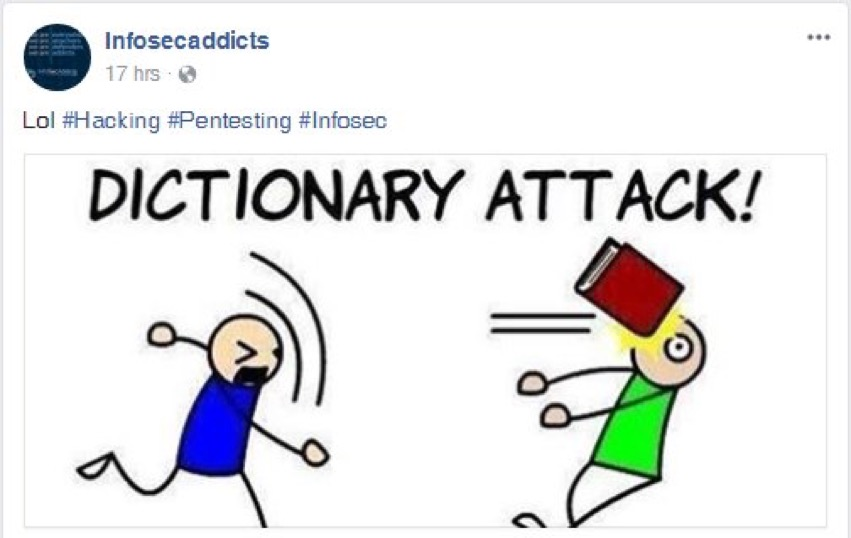 Infosecaddicts
17 hrs ·
Lol #Hacking #Pentesting #Infosec
DICTIONARY ATTACK!